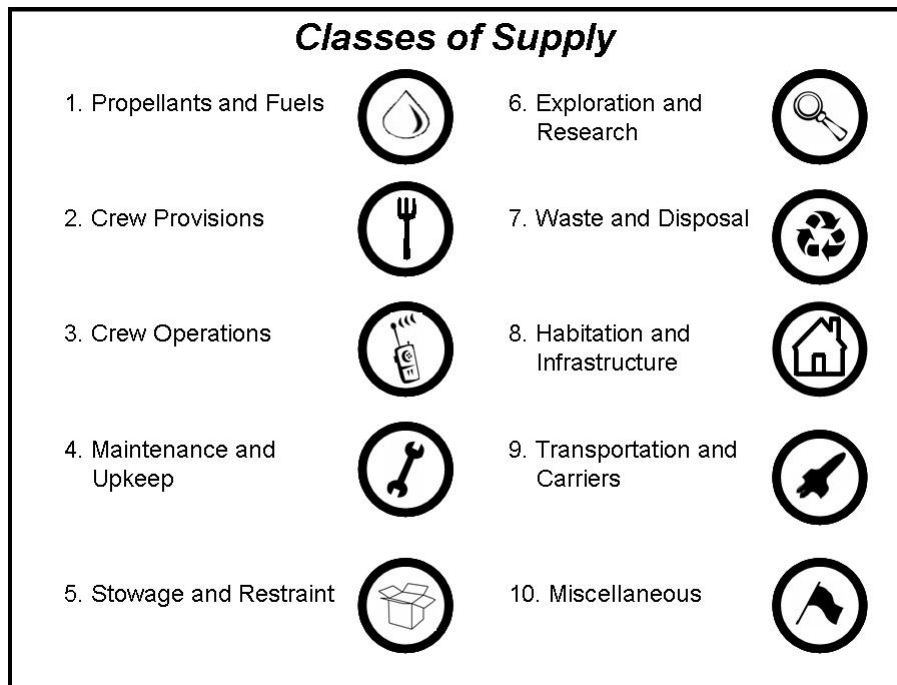 Classes of Supply
1. Propellants and Fuels
2. Crew Provisions
3. Crew Operations
4. Maintenance and
Upkeep
5. Stowage and Restraint
6. Exploration and
Research
7. Waste and Disposal
8. Habitation and
Infrastructure
9. Transportation and
Carriers
10. Miscellaneous